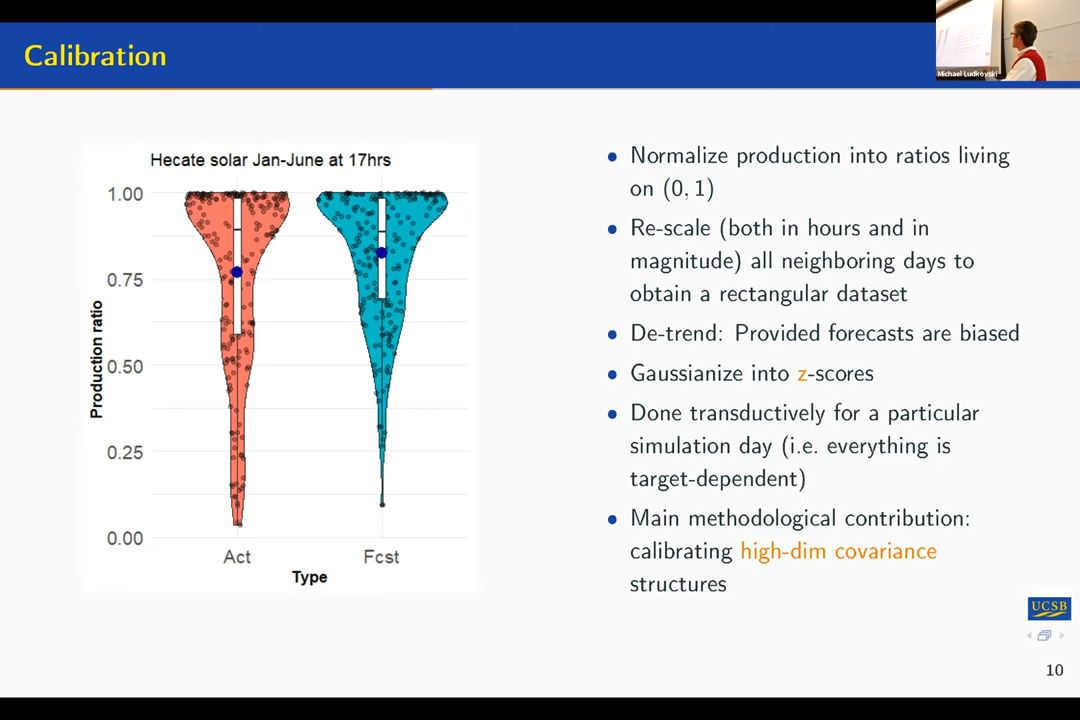 Calibration
Michael Ludkovski
Hecate solar Jan-June at 17hrs
1.00
0.75
0.50
0.25
0.00
Production ratio
Act
Fcst
Type
Normalize production into ratios living
on (0, 1)
Re-scale (both in hours and in
magnitude) all neighboring days to
obtain a rectangular dataset
De-trend: Provided forecasts are biased
Gaussianize into z-scores
Done transductively for a particular
simulation day (i.e. everything is
target-dependent)
Main methodological contribution:
calibrating high-dim covariance
structures
UCSB
10